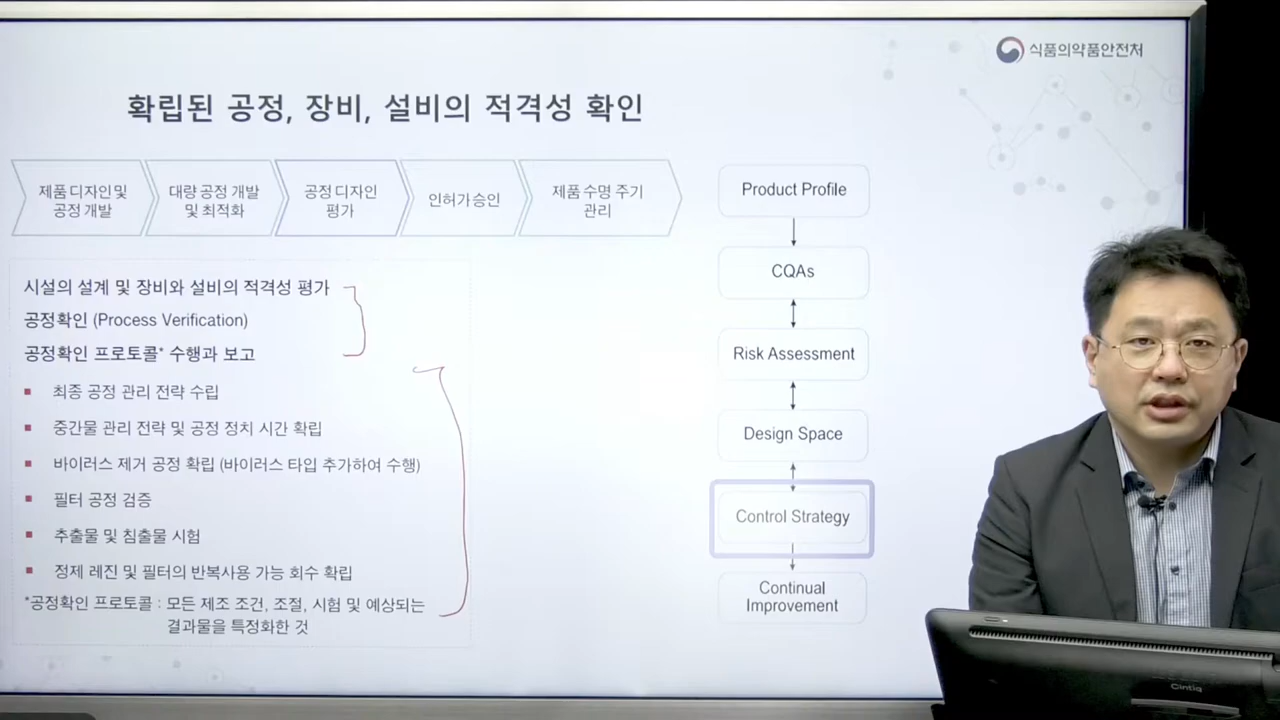 식품의약품안전처
확립된 공정, 장비, 설비의 적격성 확인
제품 디자인 및
공정 개발
대량 공정 개발
및 최적화
공정 디자인
평가
인허가 승인
제품 수명 주기
관리
시설의 설계 및 장비와 설비의 적격성 평가
공정확인 (Process Verification)
공정확인 프로토콜* 수행과 보고
최종 공정 관리 전략 수립
중간물 관리 전략 및 공정 정치 시간 확립
바이러스 제거 공정 확립 (바이러스 타입 추가하여 수행)
필터 공정 검증
추출물 및 침출물 시험
정제 레진 및 필터의 반복사용 가능 회수 확립
*공정확인 프로토콜 : 모든 제조 조건, 조절, 시험 및 예상되는
결과물을 특정화한 것
Product Profile
CQAs
Risk Assessment
Design Space
Control Strategy
Continual
Improvement
Cintiq